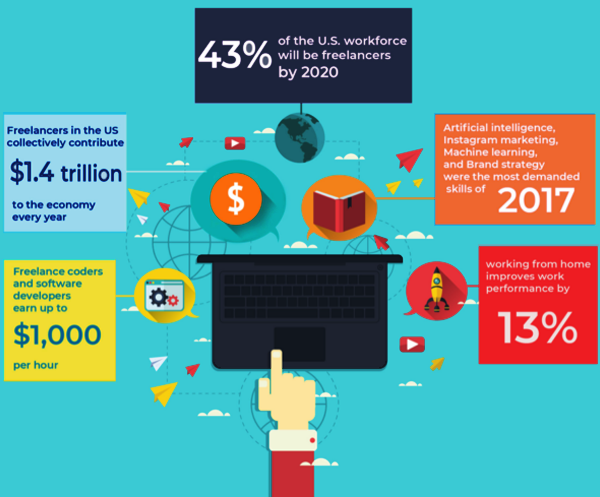 43%
of the U.S. workforce
will be freelancers
by 2020
Freelancers in the US
collectively contribute
$1.4 trillion
to the economy
every year
Artificial intelligence,
Instagram marketing,
Machine learning,
and Brand strategy
were the most demanded
skills of
2017
Freelance coders
and software
developers
earn up to
$1,000
per hour
working from home
improves work
performance by
13%
$